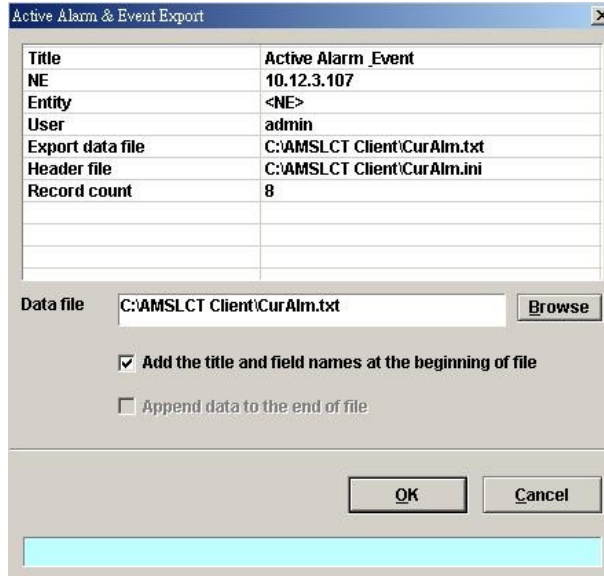 Active Alarm & Event Export
Title Active Alarm_Event
NE 10.12.3.107
Entity <NE>
User admin
Export data file C:\AMSLCT Client\CurAlm.txt
Header file C:\AMSLCT Client\CurAlm.ini
Record count 8
Data file C:\AMSLCT Client\CurAlm.txt Browse
Add the title and field names at the beginning of file
Append data to the end of file
OK Cancel